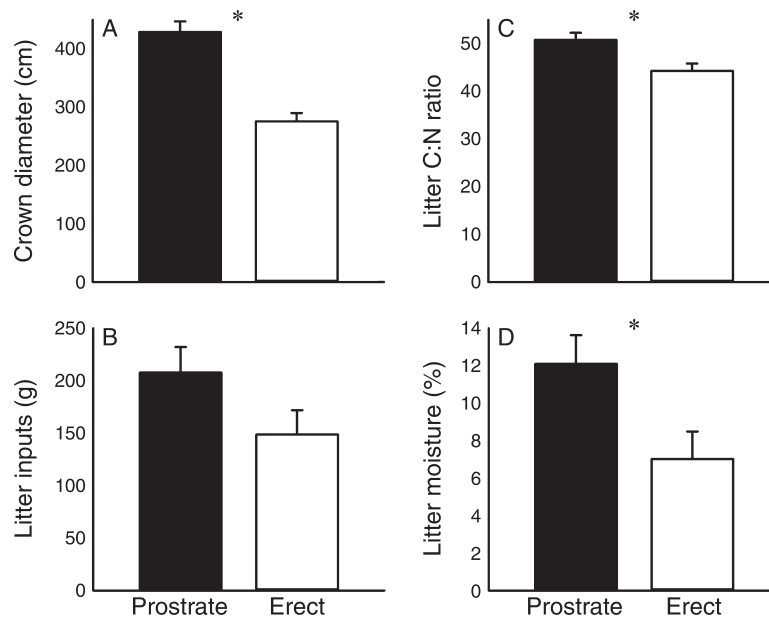 A
*
Crown diameter (cm)
400
300
200
100
0
C
*
Litter C:N ratio
50
40
30
20
10
0
B
Litter inputs (g)
250
200
150
100
50
0
Prostrate Erect
D
*
Litter moisture (%)
14
12
10
8
6
4
2
0
Prostrate Erect